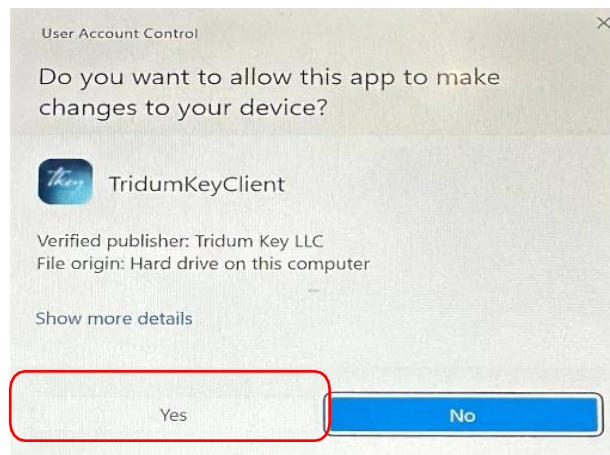 User Account Control
Do you want to allow this app to make
changes to your device?
tkey
TridumKeyClient
Verified publisher: Tridum Key LLC
File origin: Hard drive on this computer
Show more details
Yes
No